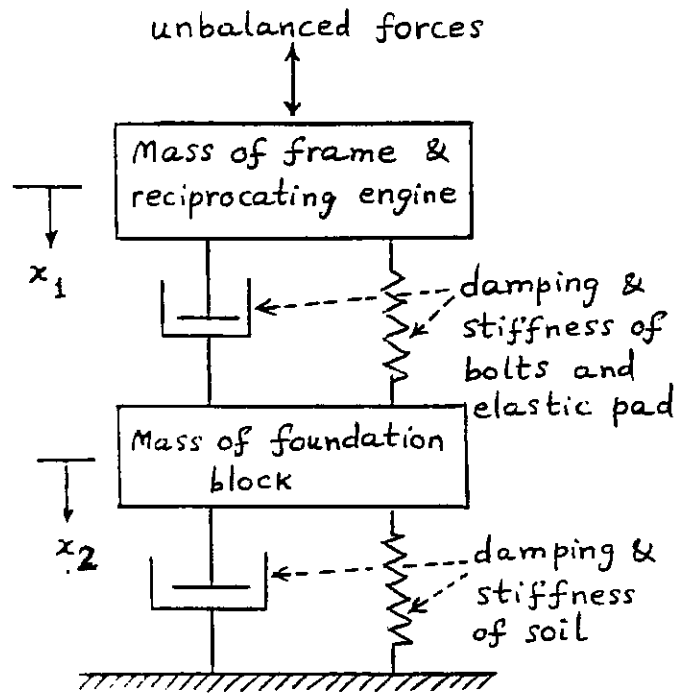 unbalanced forces
Mass of frame &
reciprocating engine
x1
damping &
stiffness of
bolts and
elastic pad
Mass of foundation
block
x2
damping &
stiffness
of soil